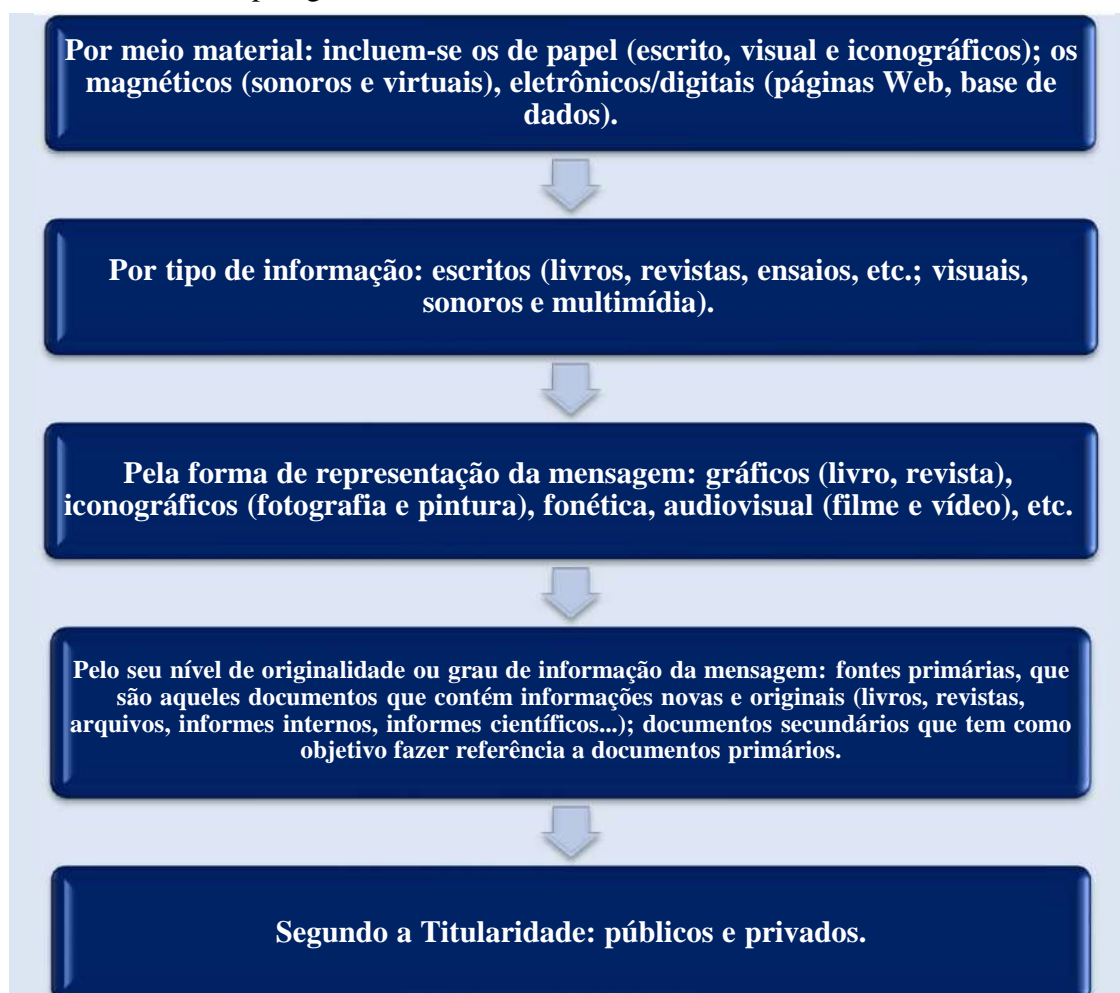 Por meio material: incluem-se os de papel (escrito, visual e iconográficos); os
magnéticos (sonoros e virtuais), eletrônicos/digitais (páginas Web, base de
dados).
Por tipo de informação: escritos (livros, revistas, ensaios, etc.; visuais,
sonoros e multimídia).
Pela forma de representação da mensagem: gráficos (livro, revista),
iconográficos (fotografia e pintura), fonética, audiovisual (filme e vídeo), etc.
Pelo seu nível de originalidade ou grau de informação da mensagem: fontes primárias, que
são aqueles documentos que contém informações novas e originais (livros, revistas,
arquivos, informes internos, informes científicos...); documentos secundários que tem como
objetivo fazer referência a documentos primários.
Segundo a Titularidade: públicos e privados.